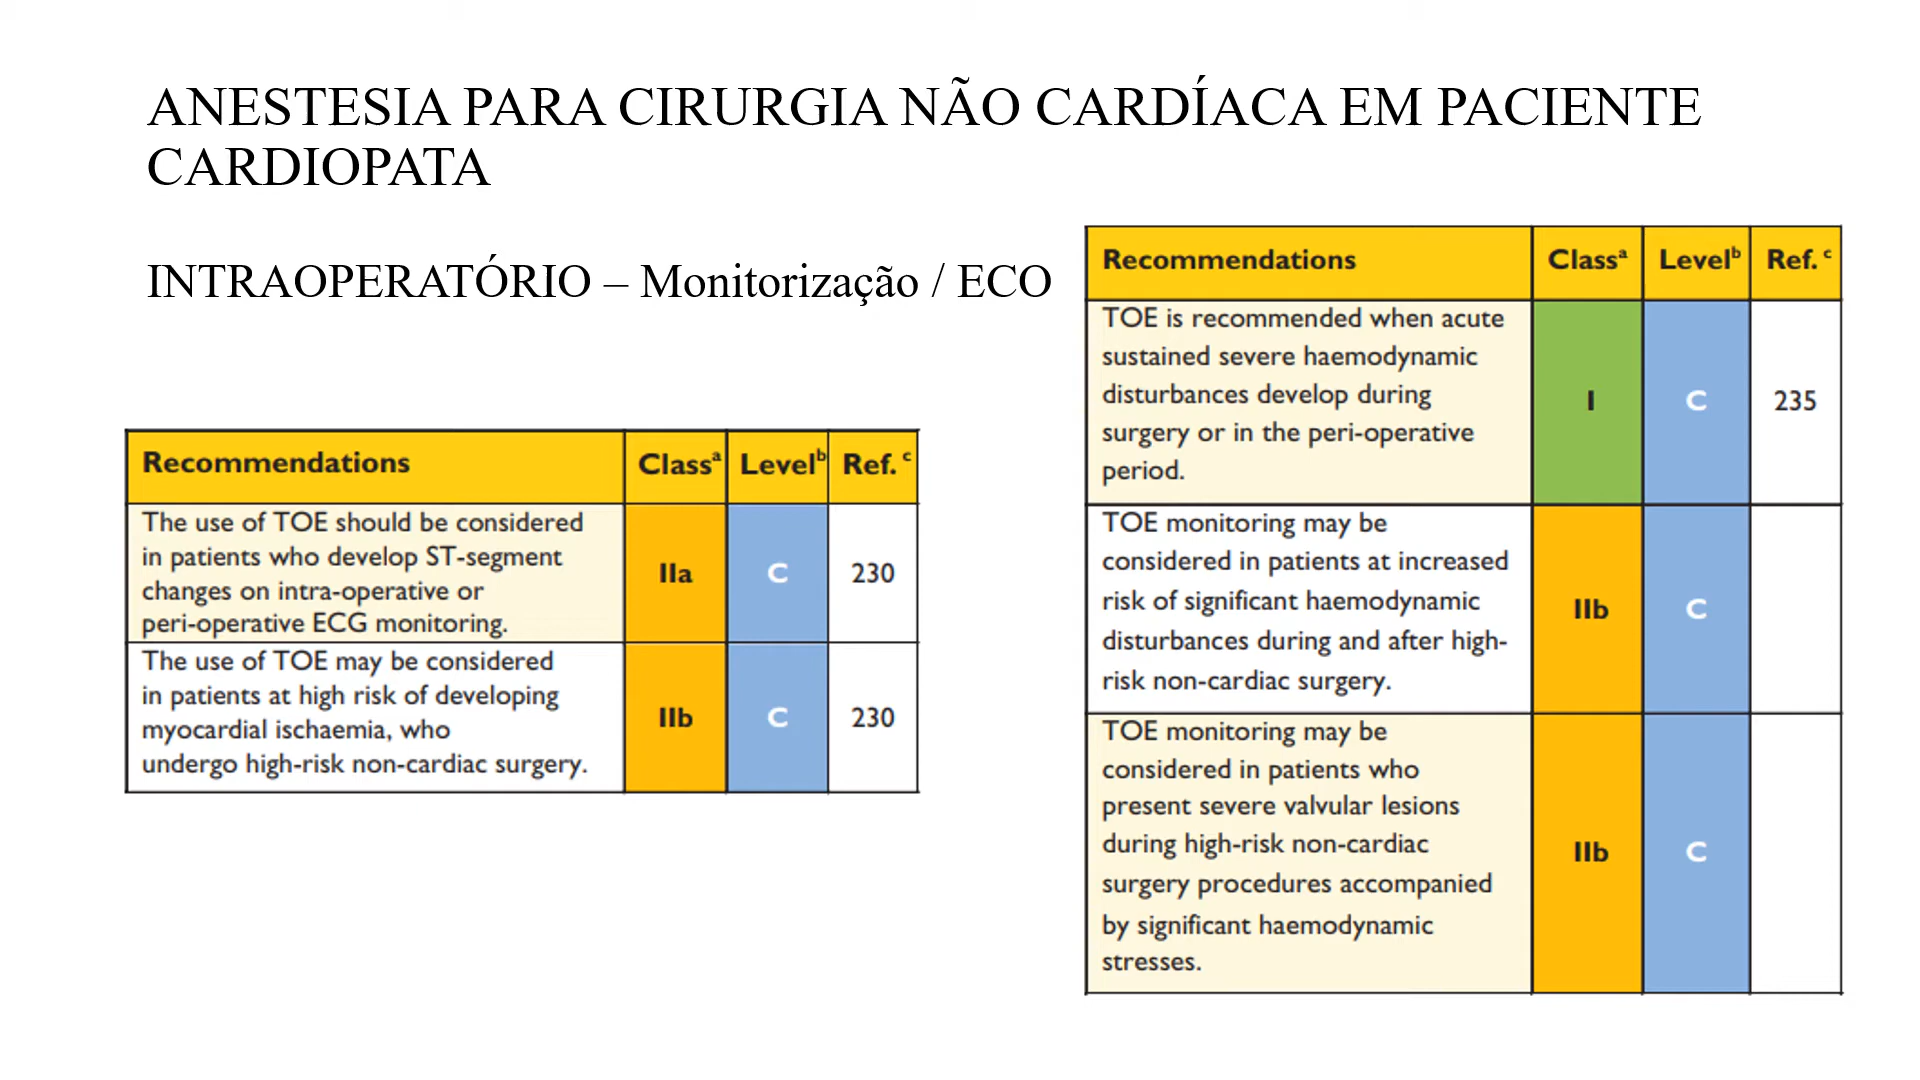 ANESTESIA PARA CIRURGIA NÃO CARDÍACA EM PACIENTE
CARDIOPATA
INTRAOPERATÓRIO – Monitorização / ECO
Recommendations Classᵃ Levelᵇ Ref. ᶜ
The use of TOE should be considered
in patients who develop ST-segment
changes on intra-operative or
peri-operative ECG monitoring.
IIa C 230
The use of TOE may be considered
in patients at high risk of developing
myocardial ischaemia, who
undergo high-risk non-cardiac surgery.
IIb C 230
Recommendations Classᵃ Levelᵇ Ref. ᶜ
TOE is recommended when acute
sustained severe haemodynamic
disturbances develop during
surgery or in the peri-operative
period.
I C 235
TOE monitoring may be
considered in patients at increased
risk of significant haemodynamic
disturbances during and after high-
risk non-cardiac surgery.
IIb C
TOE monitoring may be
considered in patients who
present severe valvular lesions
during high-risk non-cardiac
surgery procedures accompanied
by significant haemodynamic
stresses.
IIb C